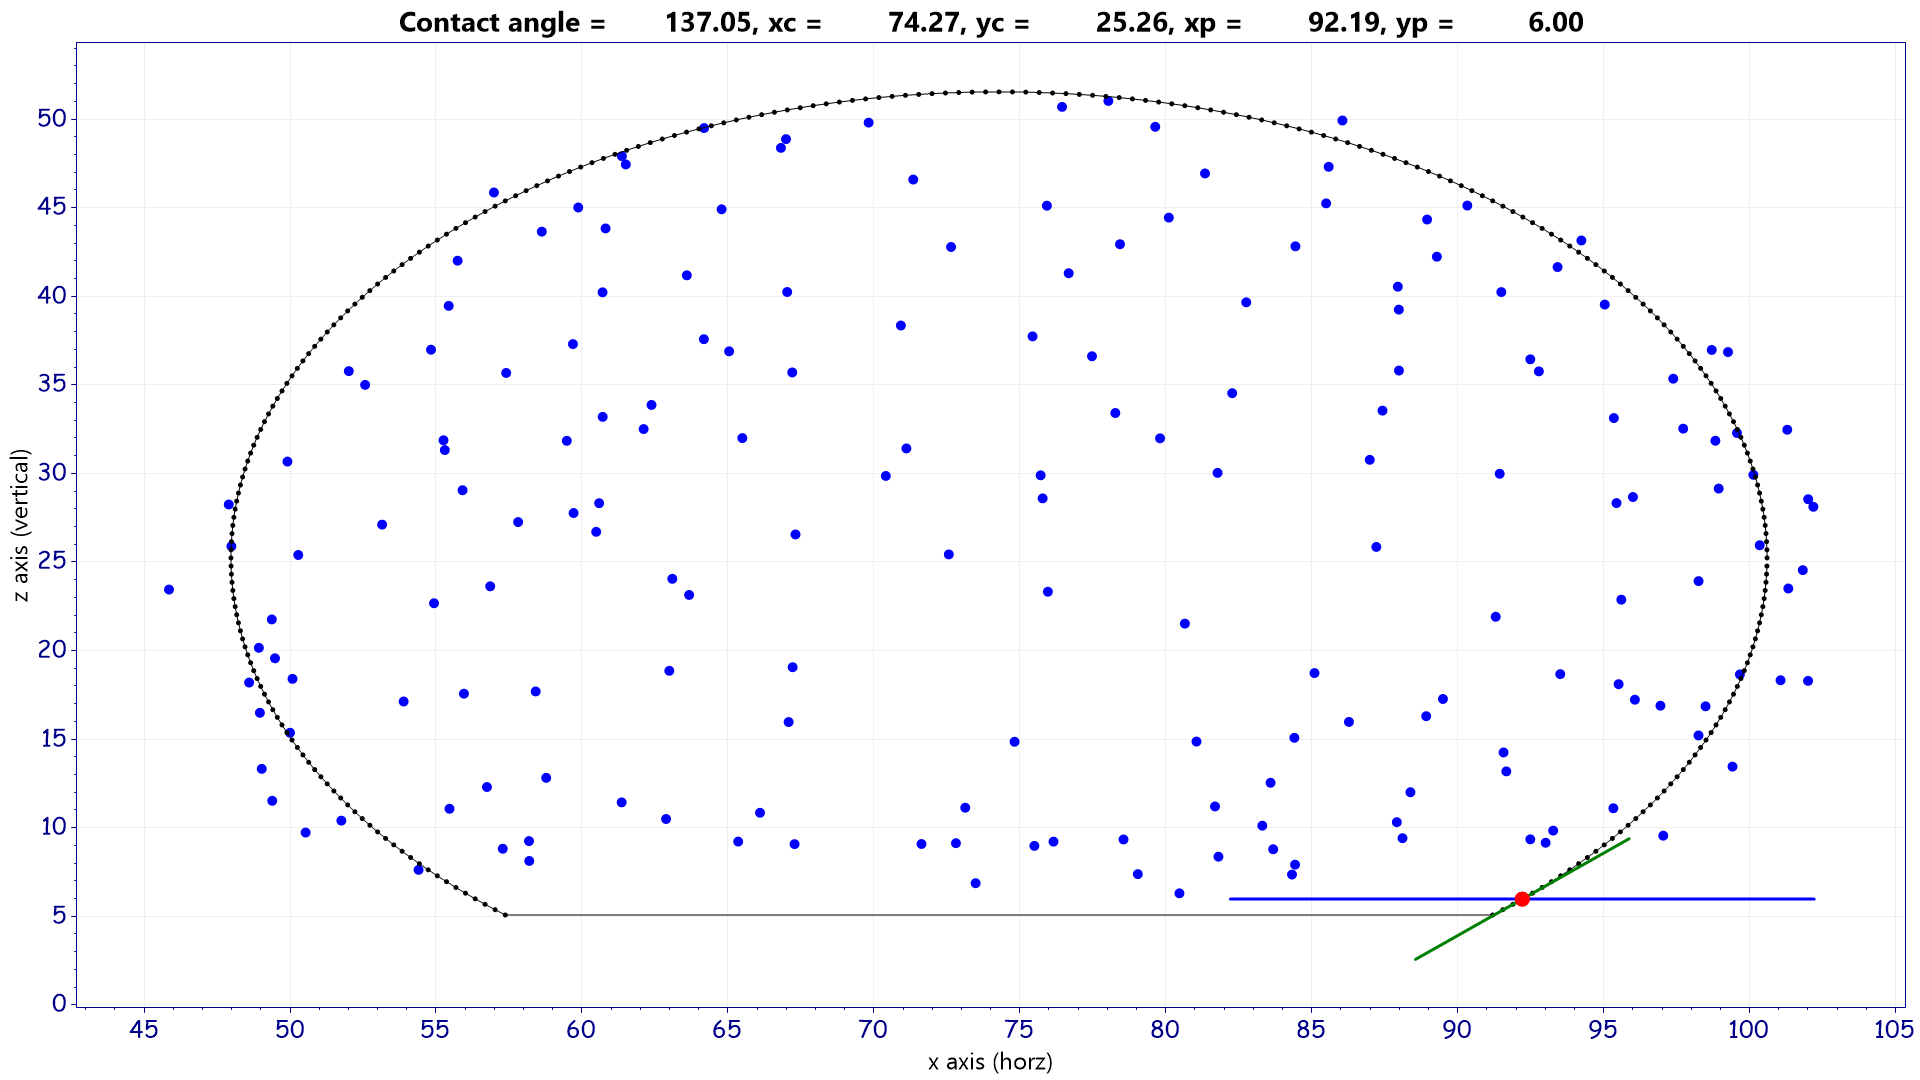 Contact angle = 137.05, xc = 74.27, yc = 25.26, xp = 92.19, yp = 6.00
50
45
40
35
30
25
20
15
10
5
0
z axis (vertical)
45 50 55 60 65 70 75 80 85 90 95 100 105
x axis (horz)